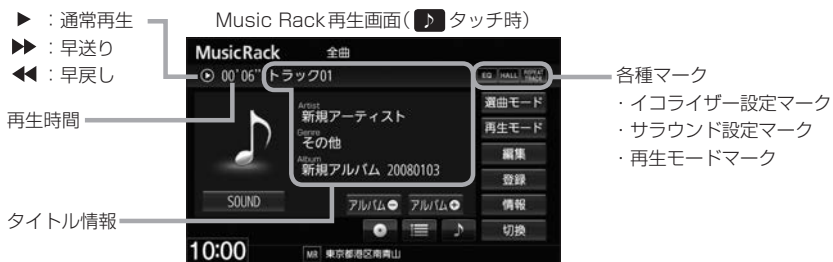 ▶ ：通常再生
▶▶ ：早送り
◀◀ ：早戻し
再生時間
タイトル情報
Music Rack再生画面(♪タッチ時)
MusicRack 全曲
00'06" トラック01
EQ HALL REPEAT TRACK
Artist
新規アーティスト
Genre
その他
Album
新規アルバム 20080103
選曲モード
再生モード
編集
登録
情報
切換
SOUND
アルバム⊖ アルバム⊕
10:00
MR 東京都港区南青山
各種マーク
・イコライザー設定マーク
・サラウンド設定マーク
・再生モードマーク